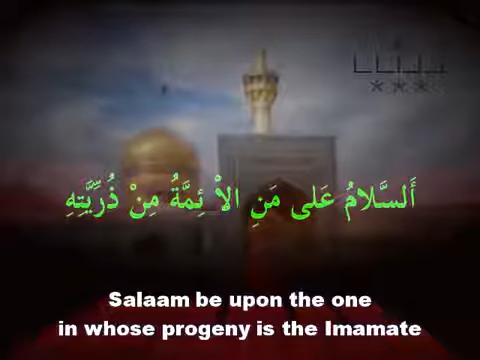 أَلسَّلامُ عَلى مَنِ الاْ ئِمَّةُ مِنْ ذُرِّيَّتِهِ
Salaam be upon the one
in whose progeny is the Imamate